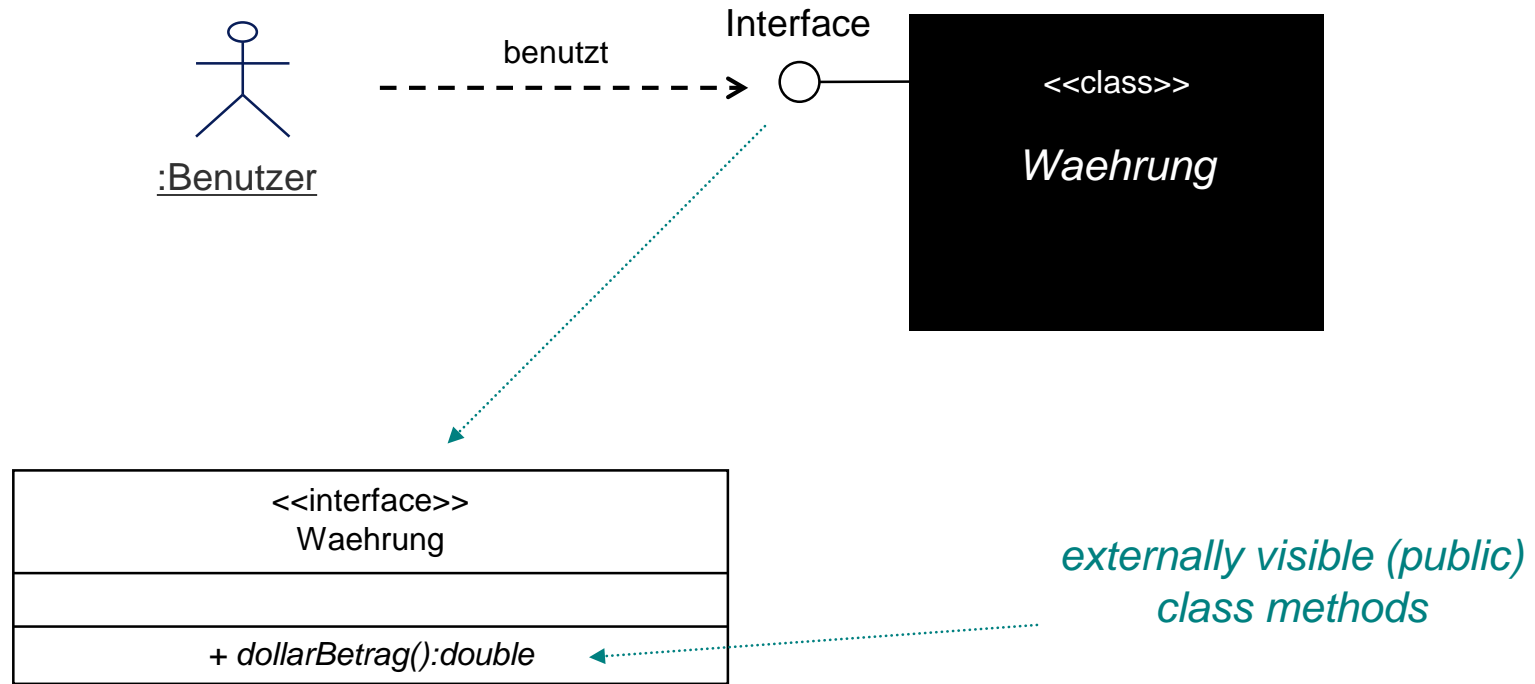 Interface
benutzt
<<class>>
Waehrung
:Benutzer
<<interface>>
Waehrung
+ dollarBetrag():double
externally visible (public)
class methods